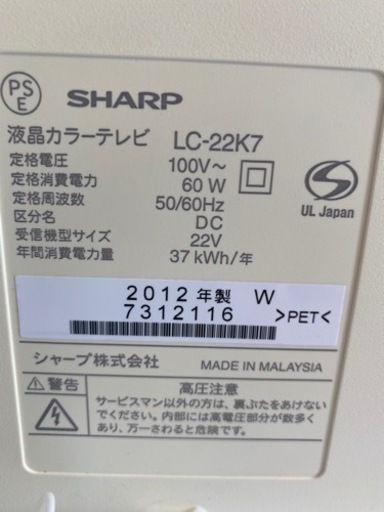 PS
E
SHARP
液晶カラーテレビ LC-22K7
定格電圧 100V～
定格消費電力 60 W
定格周波数 50/60Hz
区分名 DC
受信機型サイズ 22V
年間消費電力量 37 kWh/年
S
UL Japan
2012 年製 W
7312116 >PET<
シャープ株式会社 MADE IN MALAYSIA
⚠警告 高圧注意
サービスマン以外の方は、裏ぶたをあけない
でください。内部には高電圧部分が数多く
あり、万一さわると危険です。